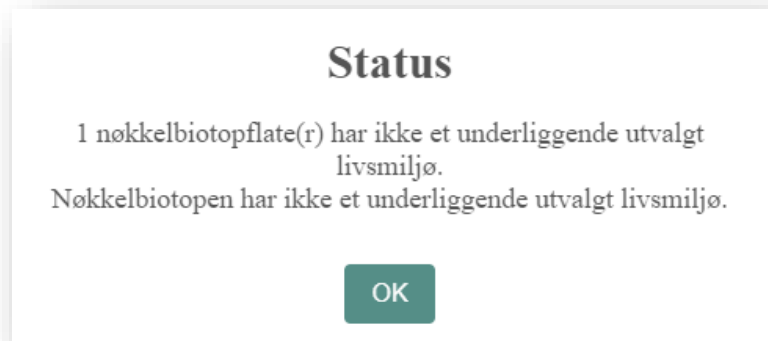 Status
1 nøkkelbiotopflate(r) har ikke et underliggende utvalgt
livsmiljø.
Nøkkelbiotopen har ikke et underliggende utvalgt livsmiljø.
OK